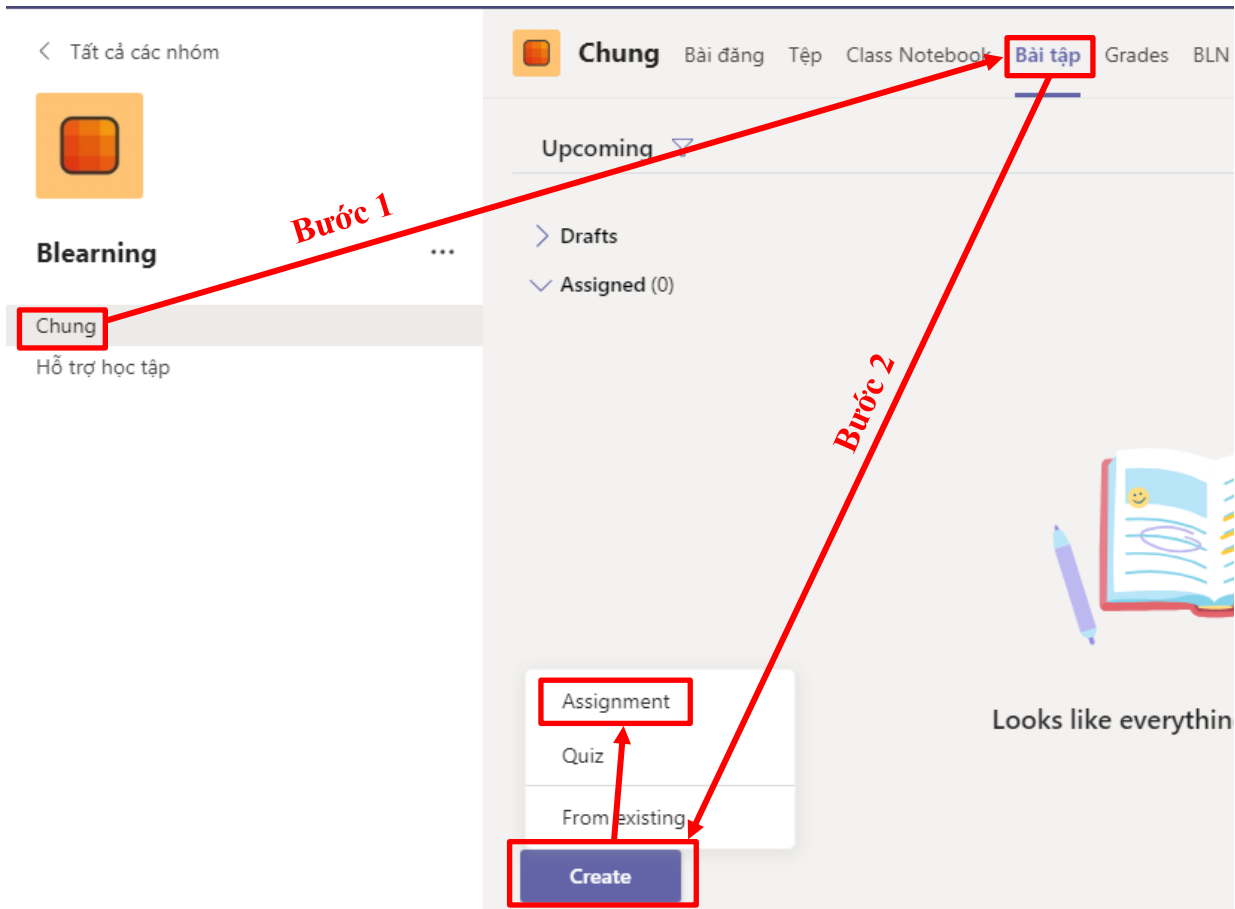 Tất cả các nhóm
Blearning
...
Chung
Hỗ trợ học tập
Chung Bài đăng Tệp Class Notebook Bài tập Grades BLN
Upcoming
Drafts
Assigned (0)
Bước 1
Bước 2
Looks like everythin
Assignment
Quiz
From existing
Create